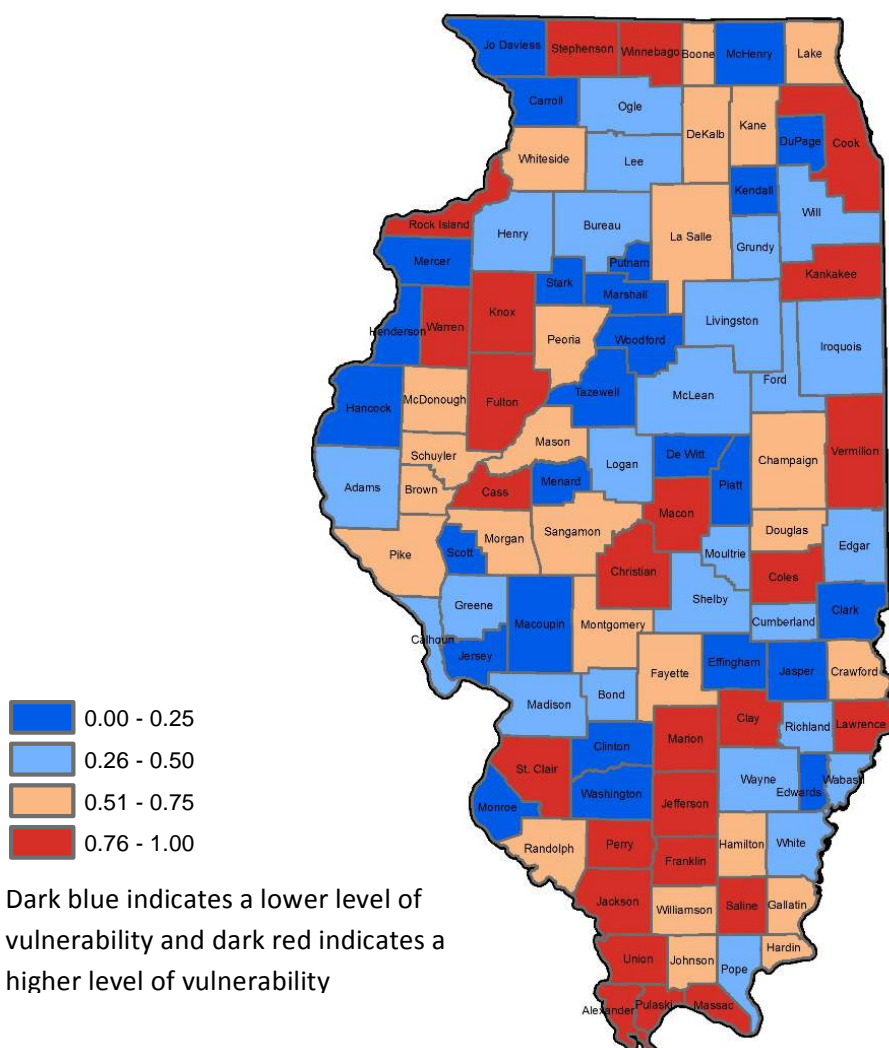 Jo Daviess
Stephenson
Winnebago
Boone
McHenry
Lake
Carroll
Ogle
DeKalb
Kane
DuPage
Cook
Whiteside
Lee
Kendall
Will
Rock Island
Henry
Bureau
La Salle
Grundy
Mercer
Putnam
Kankakee
Stark
Marshall
Henderson
Warren
Knox
Peoria
Woodford
Livingston
Iroquois
Ford
Hancock
McDonough
Fulton
Tazewell
McLean
Mason
Schuyler
Logan
De Witt
Champaign
Vermilion
Adams
Brown
Cass
Menard
Piatt
Macon
Pike
Scott
Morgan
Sangamon
Moultrie
Douglas
Edgar
Christian
Coles
Greene
Shelby
Calhoun
Macoupin
Montgomery
Cumberland
Clark
Jersey
Fayette
Effingham
Jasper
Crawford
Madison
Bond
Clay
Richland
Lawrence
Clinton
Marion
St. Clair
Wayne
Edwards
Wabash
Monroe
Washington
Jefferson
Randolph
Perry
Franklin
Hamilton
White
Jackson
Williamson
Saline
Gallatin
Union
Johnson
Pope
Hardin
Alexander
Pulaski
Massac
0.00 - 0.25
0.26 - 0.50
0.51 - 0.75
0.76 - 1.00
Dark blue indicates a lower level of
vulnerability and dark red indicates a
higher level of vulnerability